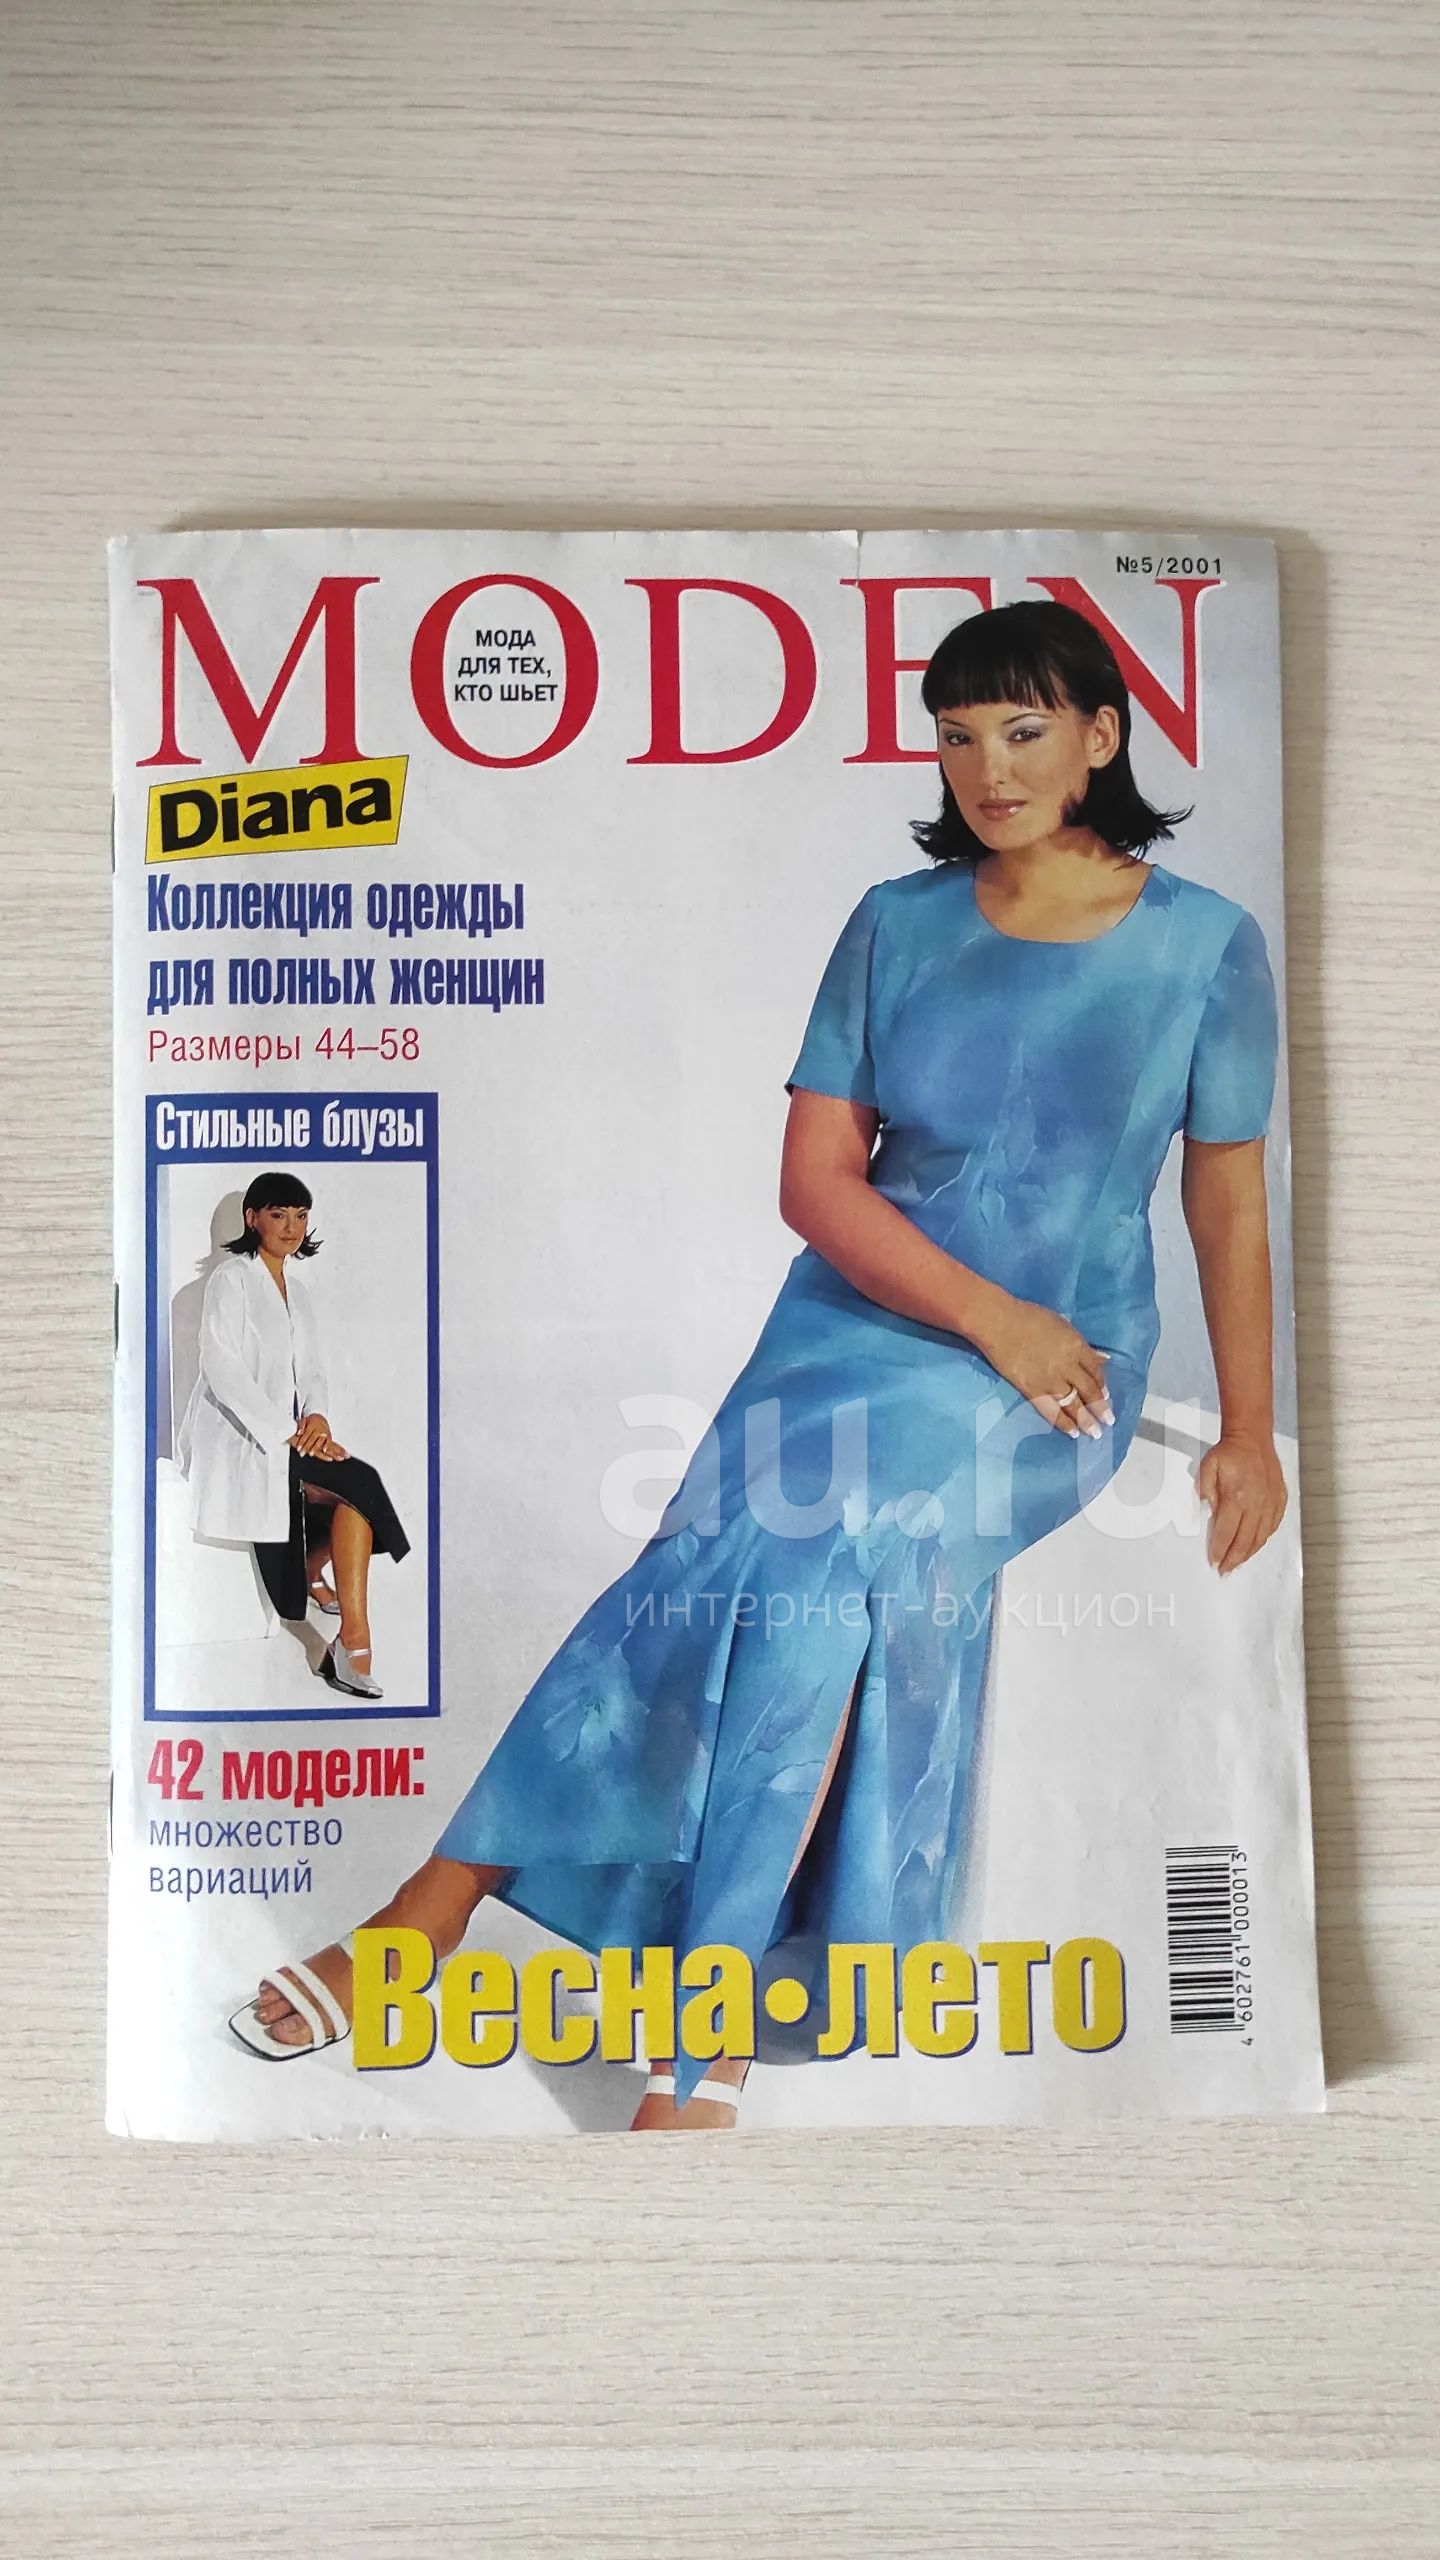 №5/2001
MODEN
МОДА
ДЛЯ ТЕХ,
КТО ШЬЕТ
Diana
Коллекция одежды
для полных женщин
Размеры 44–58
Стильные блузы
42 модели:
множество
вариаций
Весна•лето
4 602761 000013
au.ru
интернет-аукцион